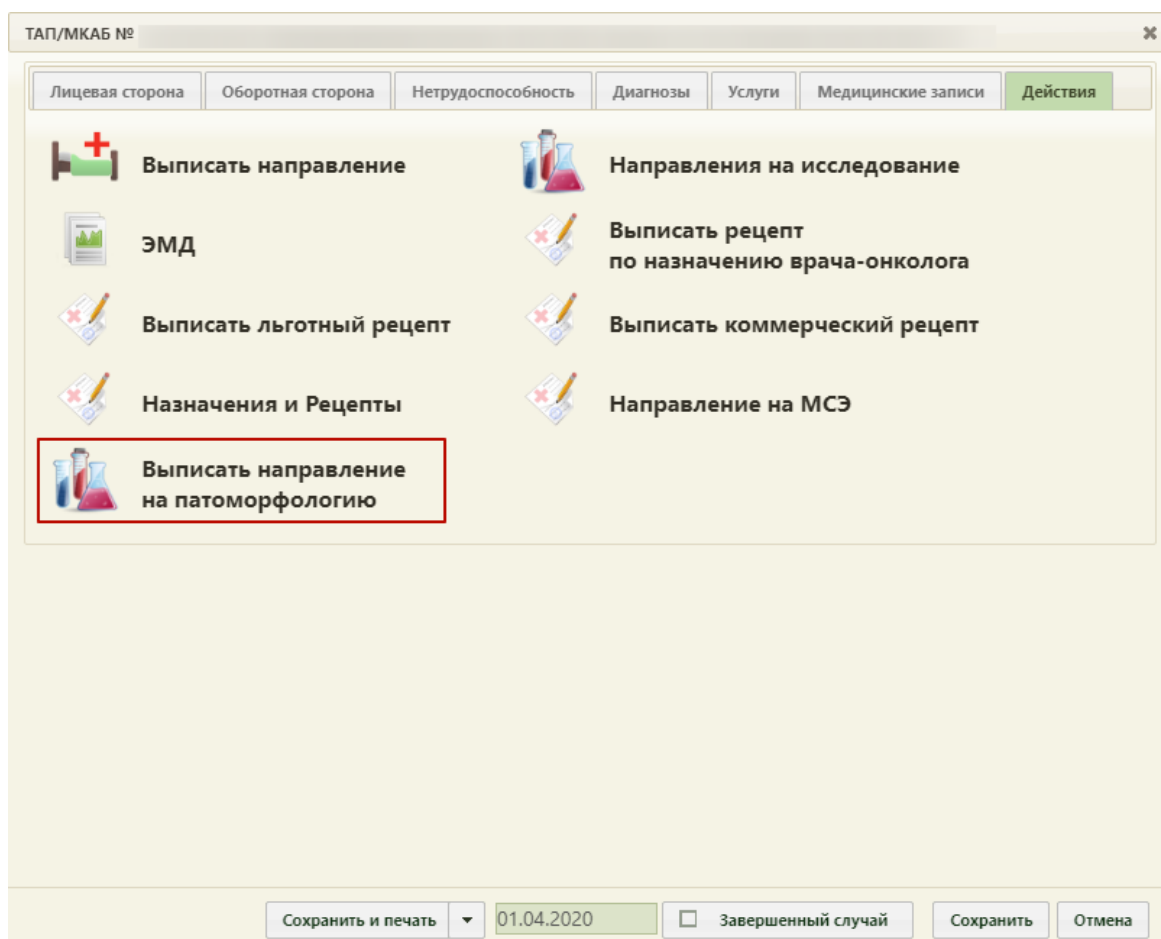 ТАП/МКАБ №
Лицевая сторона Оборотная сторона Нетрудоспособность Диагнозы Услуги Медицинские записи Действия
Выписать направление
Направления на исследование
ЭМД
Выписать рецепт
по назначению врача-онколога
Выписать льготный рецепт
Выписать коммерческий рецепт
Назначения и Рецепты
Направление на МСЭ
Выписать направление
на патоморфологию
Сохранить и печать 01.04.2020 Завершенный случай Сохранить Отмена